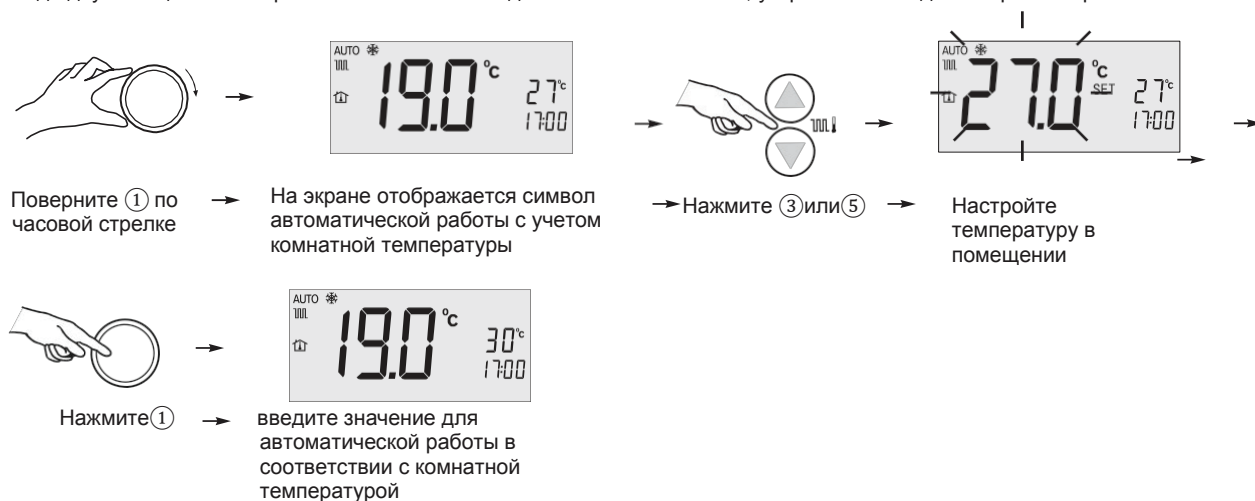 AUTO
19.0 °c
27°c
17:00
AUTO
27.0 °c
SET
27°c
17:00
Поверните ① по
часовой стрелке
На экране отображается символ
автоматической работы с учетом
комнатной температуры
Нажмите ③или⑤
Настройте
температуру в
помещении
AUTO
19.0 °c
30°c
17:00
Нажмите①
введите значение для
автоматической работы в
соответствии с комнатной
температурой